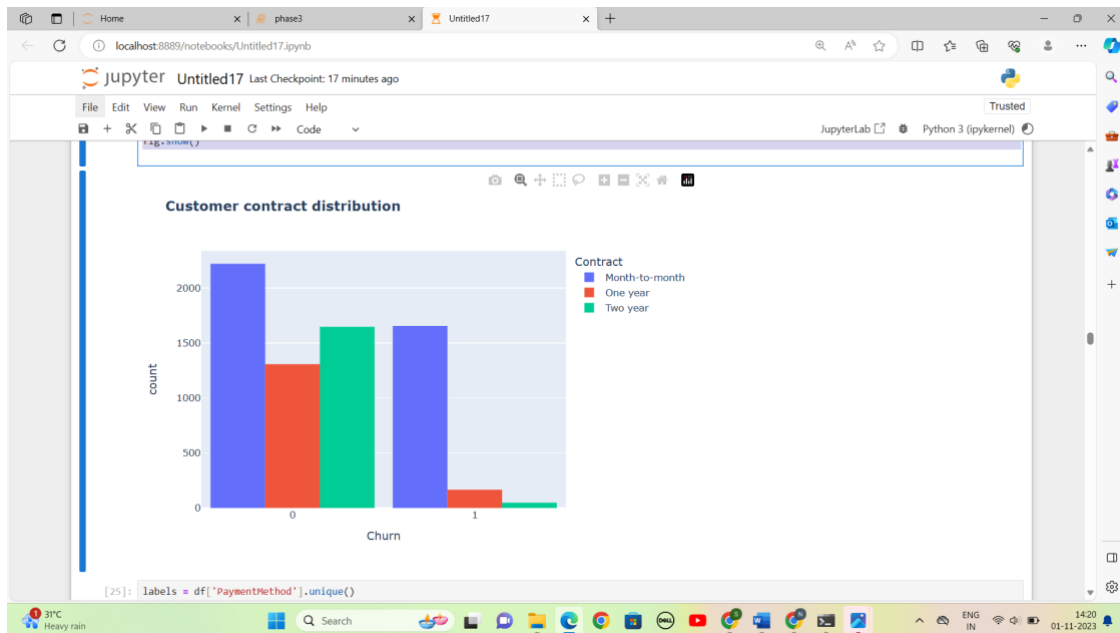 Home
phase3
Untitled17
localhost:8889/notebooks/Untitled17.ipynb
jupyter Untitled17 Last Checkpoint: 17 minutes ago
File Edit View Run Kernel Settings Help
Trusted
Code
JupyterLab
Python 3 (ipykernel)
fig.show()
Customer contract distribution
Contract
Month-to-month
One year
Two year
2000
1500
1000
500
0
count
0 1
Churn
[25]: labels = df['PaymentMethod'].unique()
1
31°C
Heavy rain
Search
DELL
ENG
IN
14:20
01-11-2023